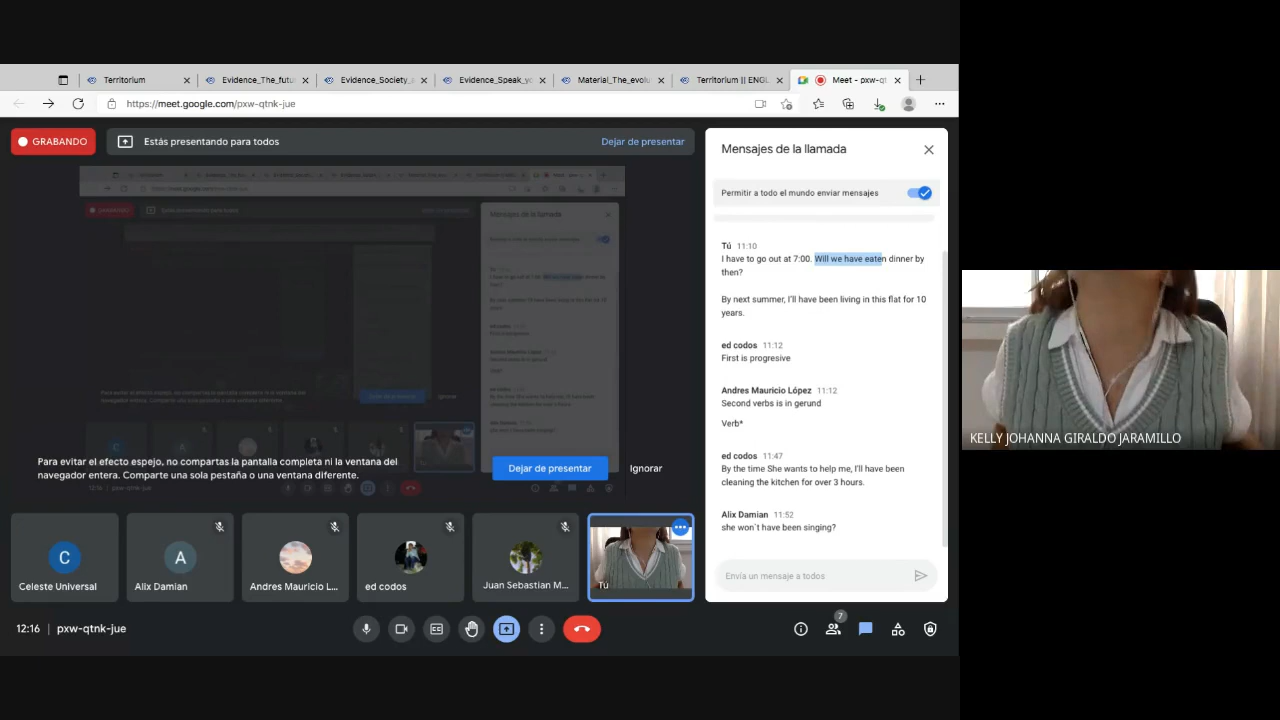 Territorium
Evidence_The_futu
Evidence_Society_
Evidence_Speak_yo
Material_The_evolu
Territorium || ENGL
Meet - pxw-qt
https://meet.google.com/pxw-qtnk-jue
GRABANDO
Estás presentando para todos
Dejar de presentar
Mensajes de la llamada
Permitir a todo el mundo enviar mensajes
Tú 11:10
I have to go out at 7:00. Will we have eaten dinner by
then?
By next summer, I'll have been living in this flat for 10
years.
ed codos 11:12
First is progresive
Andres Mauricio López 11:12
Second verbs is in gerund
Verb*
ed codos 11:47
By the time She wants to help me, I'll have been
cleaning the kitchen for over 3 hours.
Alix Damian 11:52
she won`t have been singing?
Envía un mensaje a todos
Para evitar el efecto espejo, no compartas la pantalla completa ni la ventana del
navegador entera. Comparte una sola pestaña o una ventana diferente.
Dejar de presentar
Ignorar
C
Celeste Universal
A
Alix Damian
Andres Mauricio L...
ed codos
Juan Sebastian M...
Tú
12:16 | pxw-qtnk-jue
7
KELLY JOHANNA GIRALDO JARAMILLO